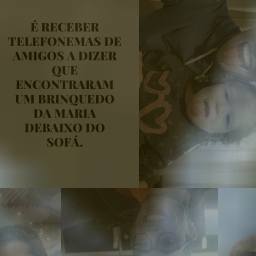 É RECEBER
TELEFONEMAS DE
AMIGOS A DIZER
QUE
ENCONTRARAM
UM BRINQUEDO
DA MARIA
DEBAIXO DO
SOFÁ.